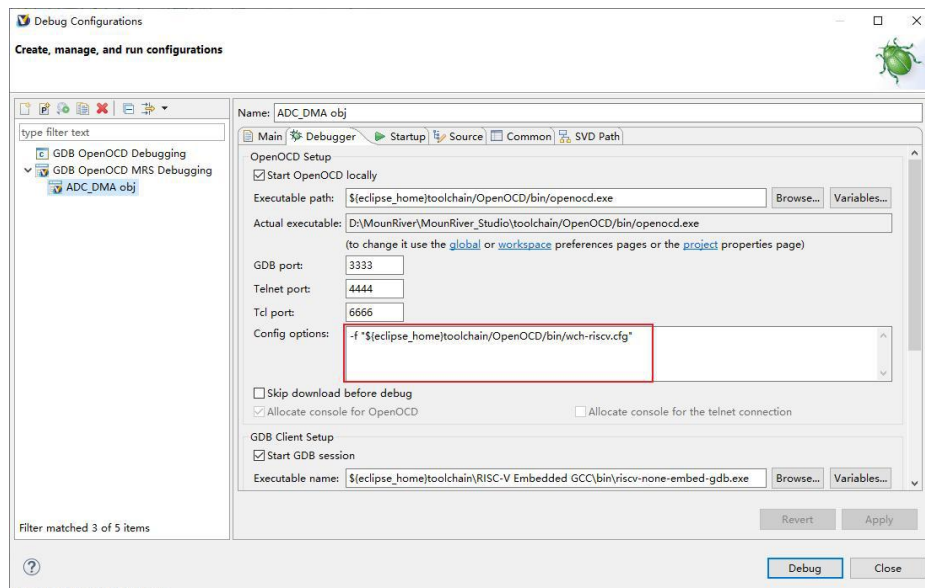 Debug Configurations
Create, manage, and run configurations
type filter text
GDB OpenOCD Debugging
GDB OpenOCD MRS Debugging
ADC_DMA obj
Filter matched 3 of 5 items
Name: ADC_DMA obj
Main Debugger Startup Source Common SVD Path
OpenOCD Setup
Start OpenOCD locally
Executable path: ${eclipse_home}toolchain/OpenOCD/bin/openocd.exe Browse... Variables...
Actual executable: D:\MounRiver\MounRiver_Studio\toolchain/OpenOCD/bin/openocd.exe
(to change it use the global or workspace preferences pages or the project properties page)
GDB port: 3333
Telnet port: 4444
Tcl port: 6666
Config options: -f "${eclipse_home}toolchain/OpenOCD/bin/wch-riscv.cfg"
Skip download before debug
Allocate console for OpenOCD Allocate console for the telnet connection
GDB Client Setup
Start GDB session
Executable name: ${eclipse_home}toolchain\RISC-V Embedded GCC\bin\riscv-none-embed-gdb.exe Browse... Variables...
Revert Apply
Debug Close